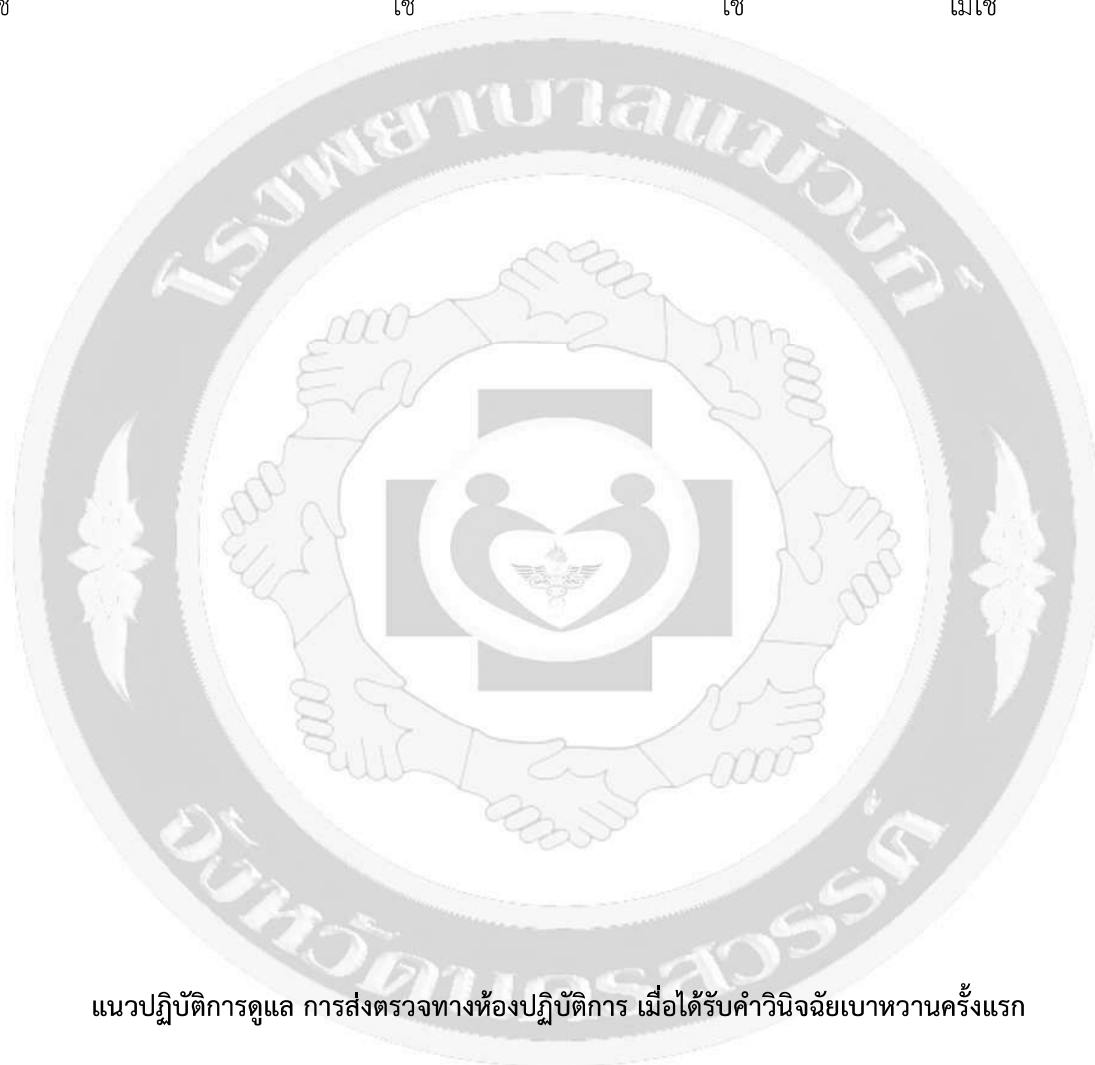 ใช่ ใช่ ไม่ใช่
โรงพยาบาลแม่วงก์
จังหวัดนครสวรรค์
แนวปฏิบัติการดูแล การส่งตรวจทางห้องปฏิบัติการ เมื่อได้รับคำวินิจฉัยเบาหวานครั้งแรก